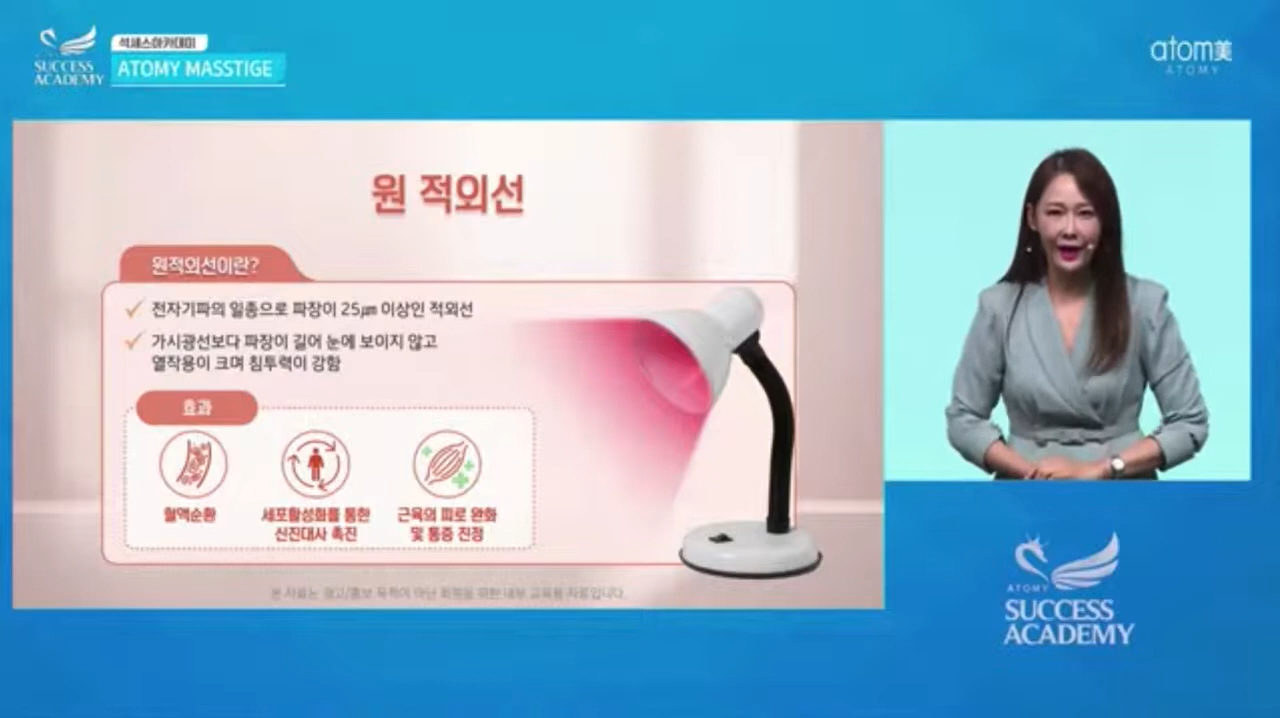 석세스아카데미
SUCCESS
ACADEMY
ATOMY MASSTIGE
atom美
ATOMY
원 적외선
원적외선이란?
전자기파의 일종으로 파장이 25㎛ 이상인 적외선
가시광선보다 파장이 길어 눈에 보이지 않고
열작용이 크며 침투력이 강함
효과
혈액순환
세포활성화를 통한
신진대사 촉진
근육의 피로 완화
및 통증 진정
본 자료는 광고/홍보 목적이 아닌 회원을 위한 내부 교육용 자료입니다.
ATOMY
SUCCESS
ACADEMY